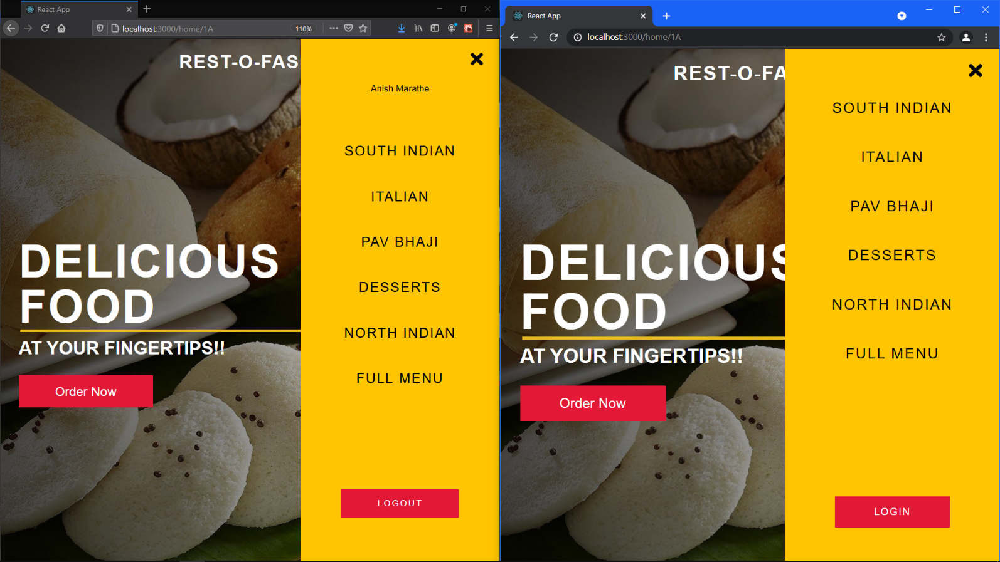 React App
localhost:3000/home/1A
110%
REST-O-FAS
Anish Marathe
SOUTH INDIAN
ITALIAN
PAV BHAJI
DESSERTS
NORTH INDIAN
FULL MENU
DELICIOUS
FOOD
AT YOUR FINGERTIPS!!
Order Now
LOGOUT
React App
localhost:3000/home/1A
REST-O-FA
SOUTH INDIAN
ITALIAN
PAV BHAJI
DESSERTS
NORTH INDIAN
FULL MENU
DELICIOUS
FOOD
AT YOUR FINGERTIPS!!
Order Now
LOGIN